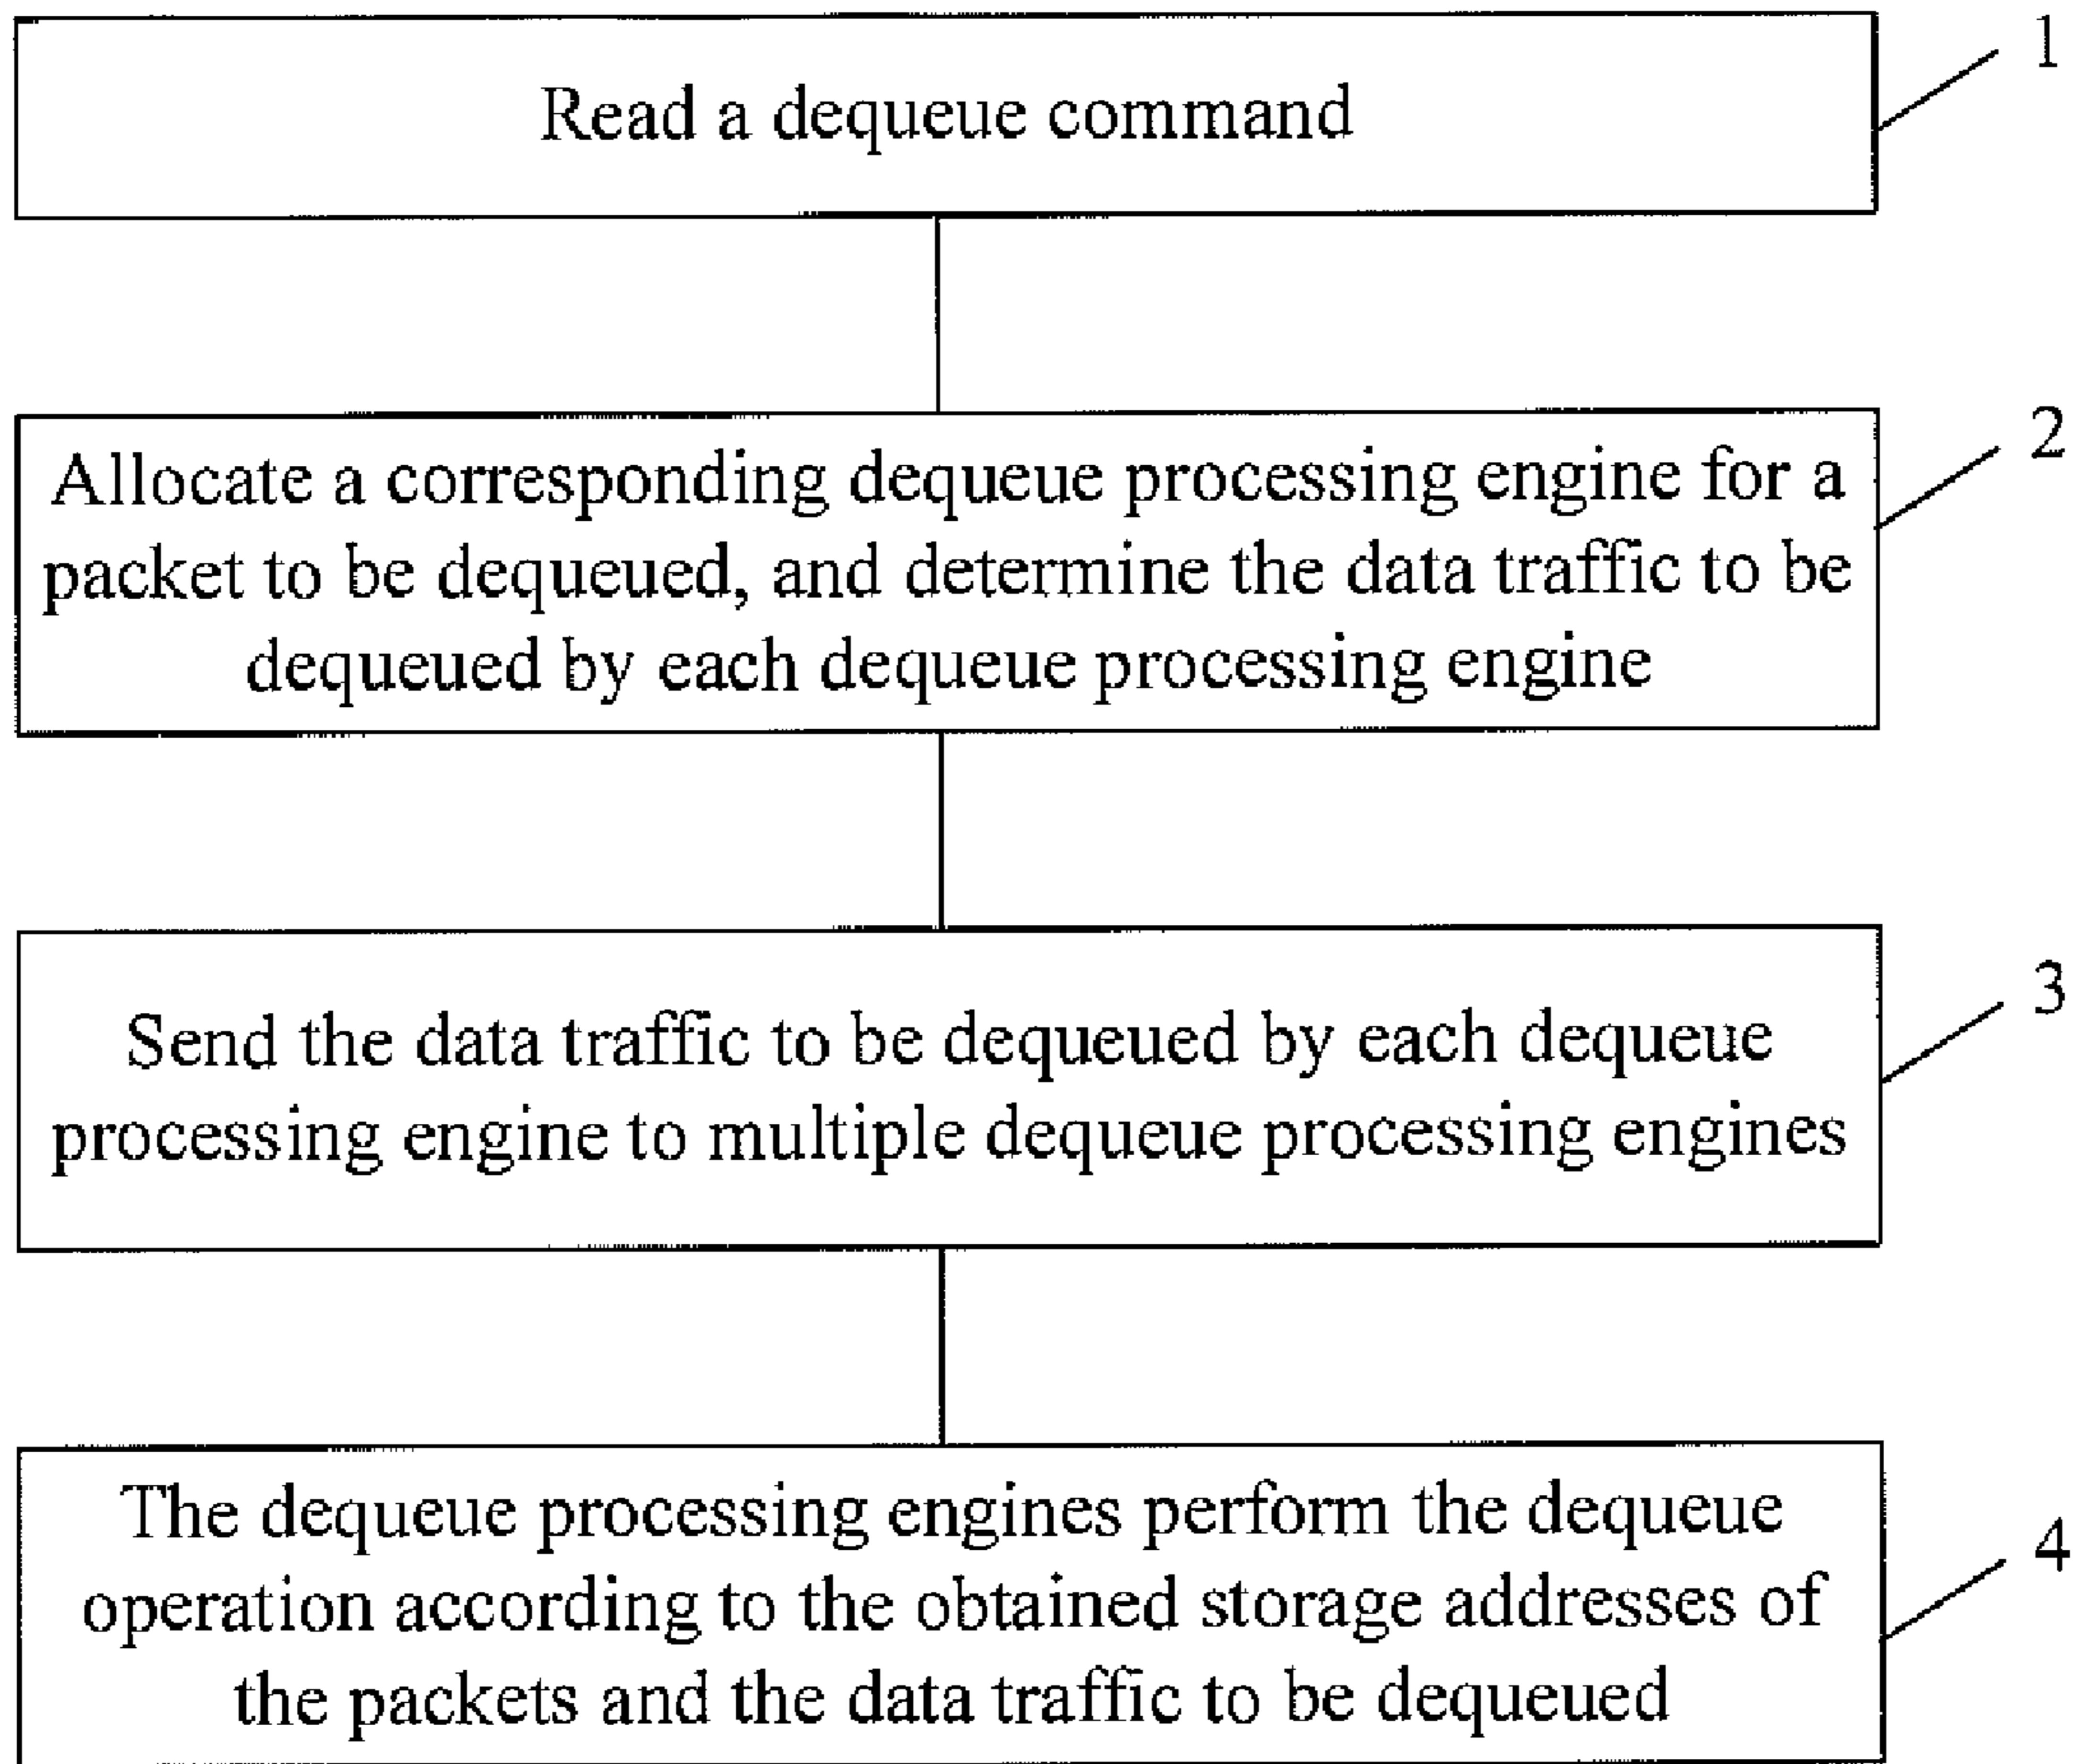 Read a dequeue command
1
Allocate a corresponding dequeue processing engine for a
packet to be dequeued, and determine the data traffic to be
dequeued by each dequeue processing engine
2
Send the data traffic to be dequeued by each dequeue
processing engine to multiple dequeue processing engines
3
The dequeue processing engines perform the dequeue
operation according to the obtained storage addresses of
the packets and the data traffic to be dequeued
4